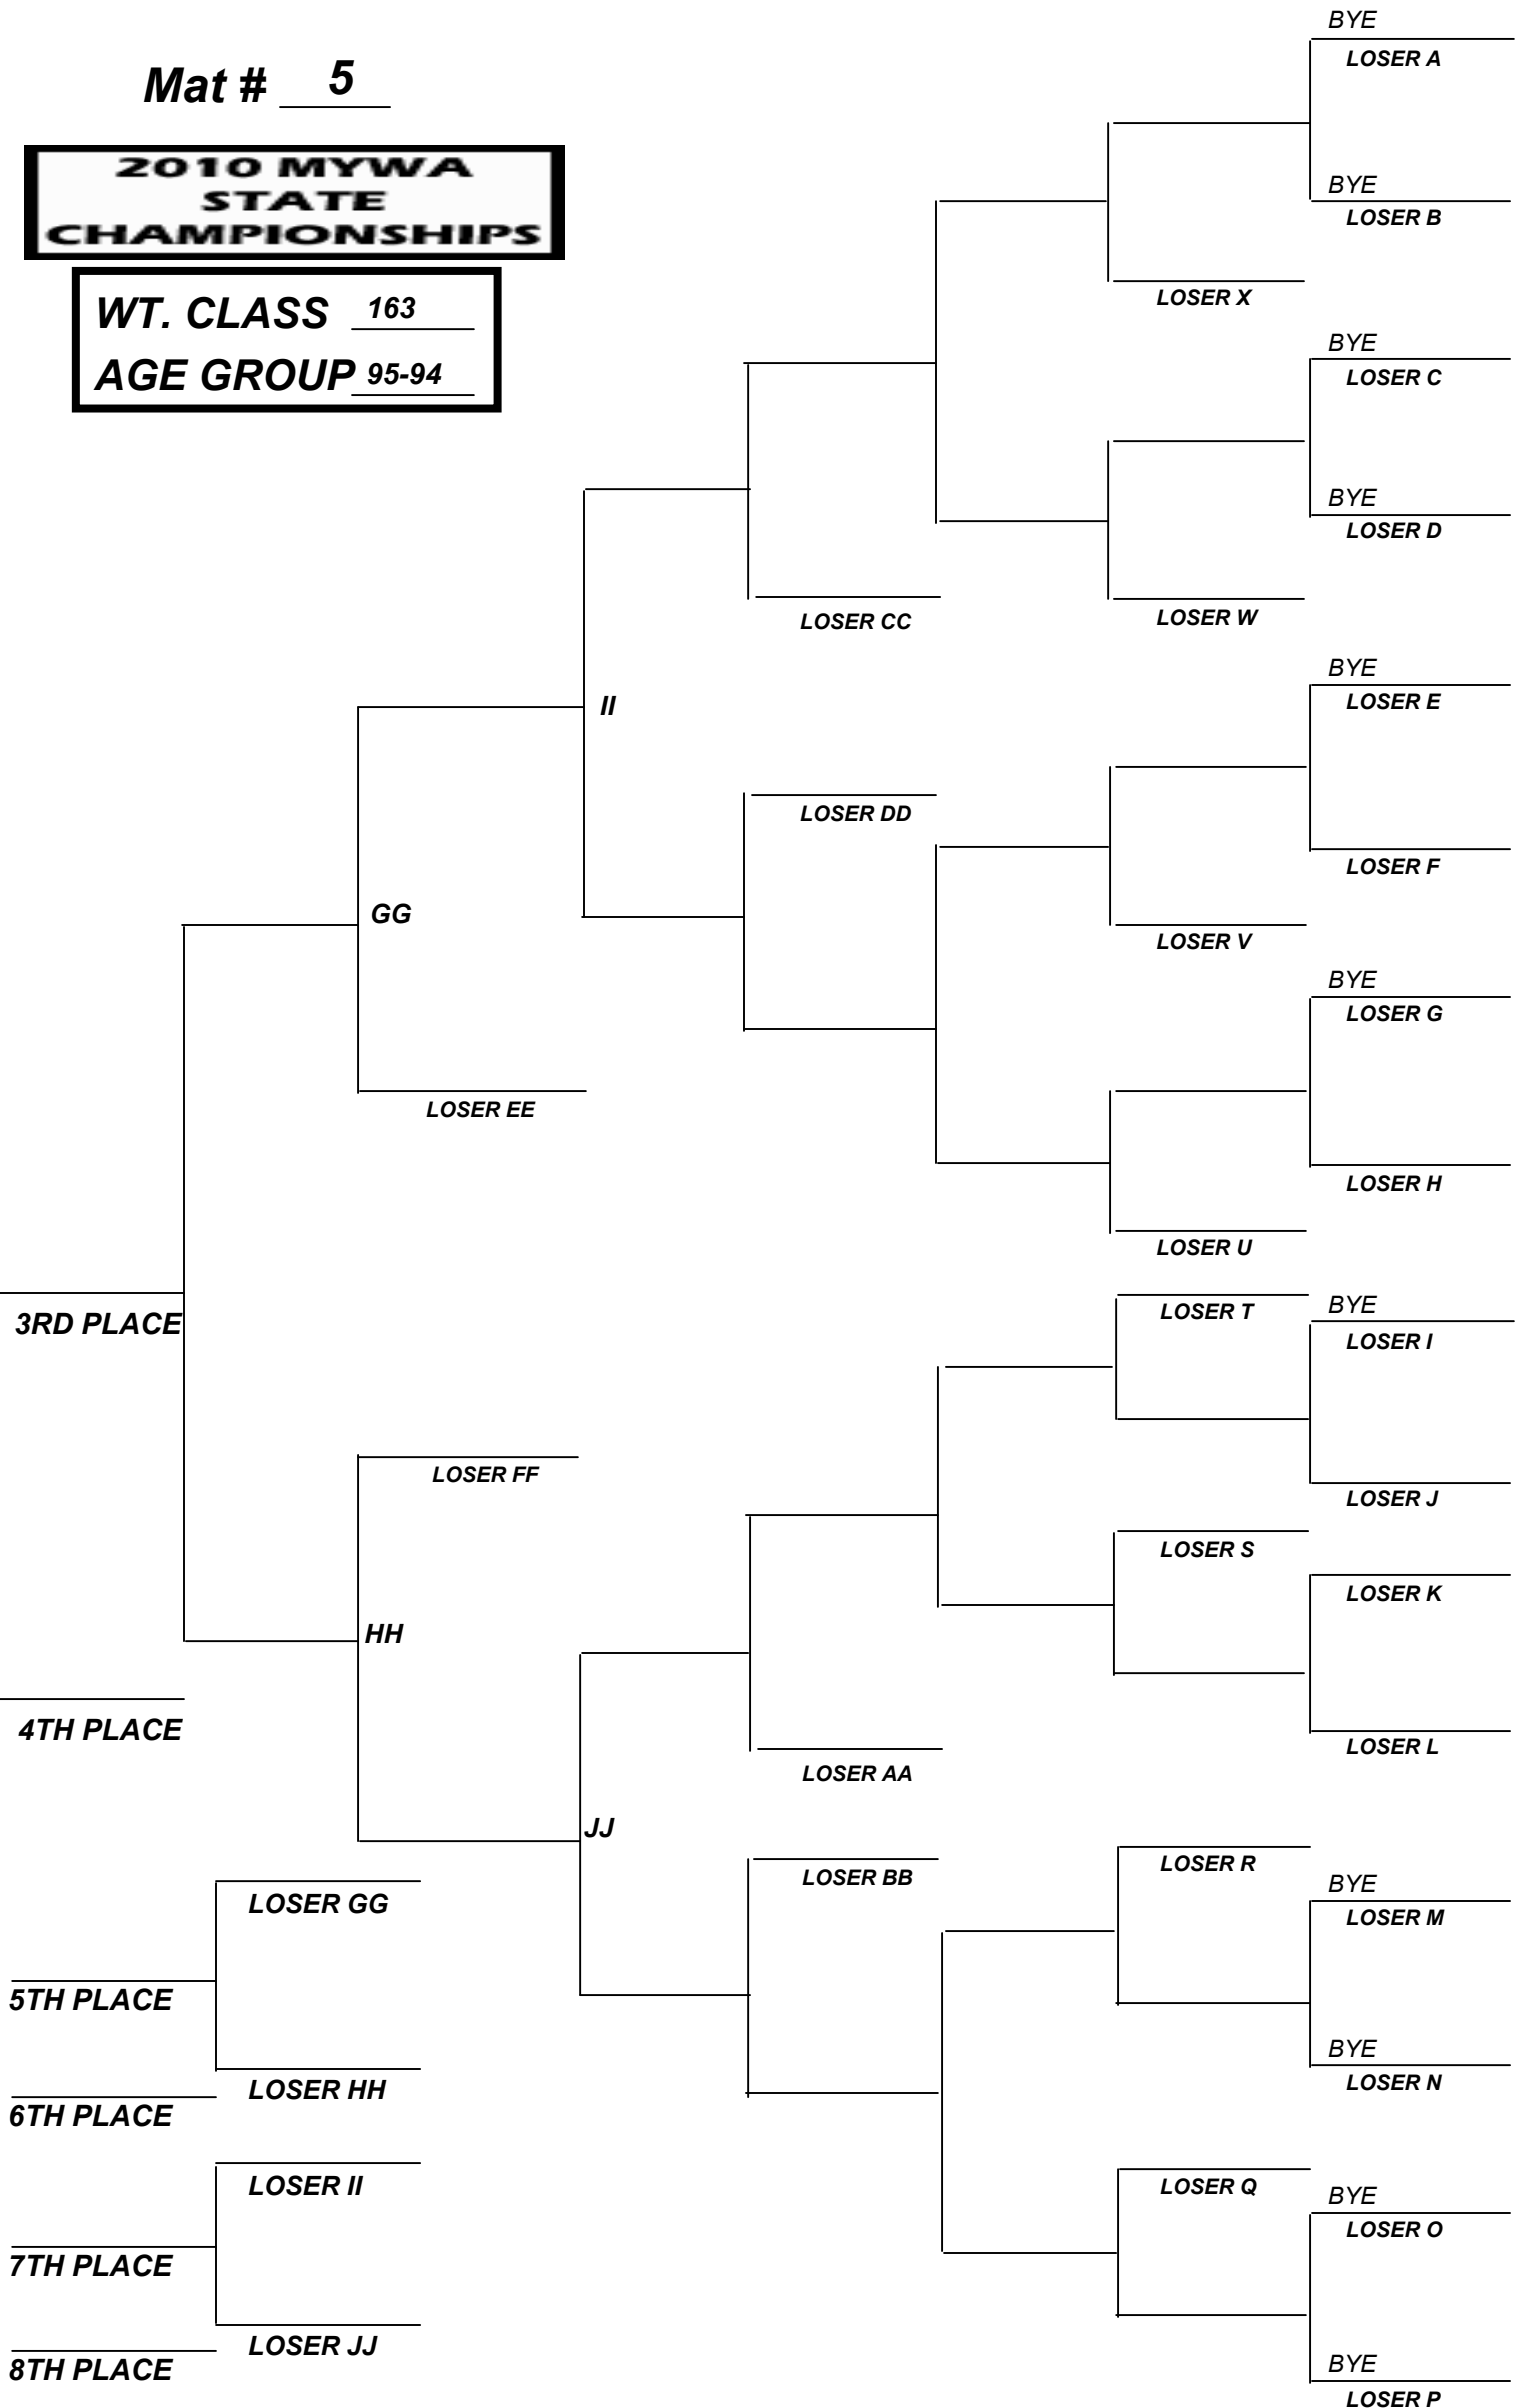 Mat # 5
2010 MYWA
STATE
CHAMPIONSHIPS
WT. CLASS 163
AGE GROUP 95-94
BYE
LOSER A
BYE
LOSER B
LOSER X
BYE
LOSER C
BYE
LOSER D
LOSER CC
LOSER W
BYE
LOSER E
II
LOSER DD
LOSER F
GG
LOSER V
BYE
LOSER G
LOSER EE
LOSER H
LOSER U
LOSER T
BYE
3RD PLACE
LOSER I
LOSER FF
LOSER J
LOSER S
LOSER K
HH
4TH PLACE
LOSER L
LOSER AA
JJ
LOSER BB
LOSER R
BYE
LOSER GG
LOSER M
5TH PLACE
BYE
LOSER HH
LOSER N
6TH PLACE
LOSER II
LOSER Q
BYE
LOSER O
7TH PLACE
LOSER JJ
8TH PLACE
BYE
LOSER P